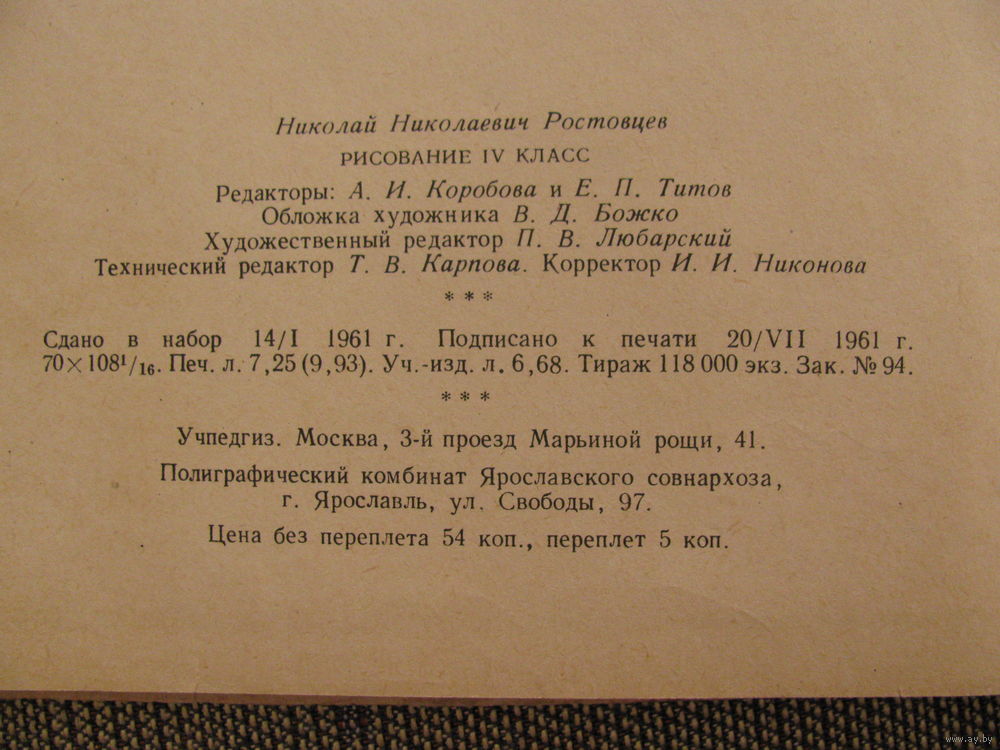 Николай Николаевич Ростовцев
РИСОВАНИЕ IV КЛАСС
Редакторы: А. И. Коробова и Е. П. Титов
Обложка художника В. Д. Божко
Художественный редактор П. В. Любарский
Технический редактор Т. В. Карпова. Корректор И. И. Никонова
* * *
Сдано в набор 14/I 1961 г. Подписано к печати 20/VII 1961 г.
70×108¹/₁₆. Печ. л. 7,25 (9,93). Уч.-изд. л. 6,68. Тираж 118 000 экз. Зак. № 94.
* * *
Учпедгиз. Москва, 3-й проезд Марьиной рощи, 41.
Полиграфический комбинат Ярославского совнархоза,
г. Ярославль, ул. Свободы, 97.
Цена без переплета 54 коп., переплет 5 коп.
www.ay.by